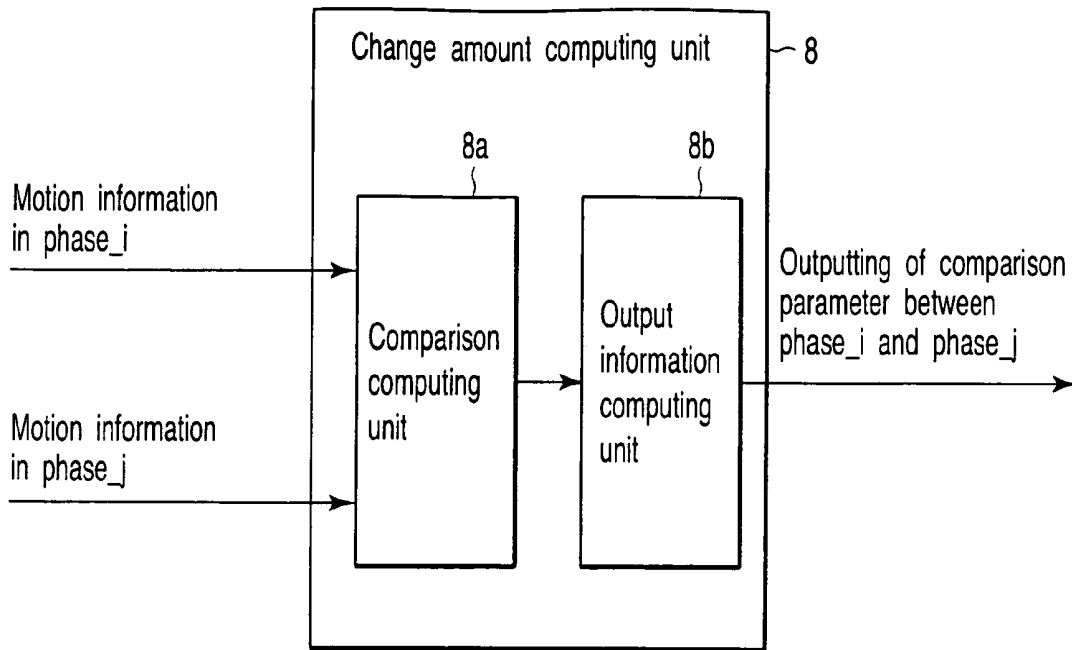 Change amount computing unit
8
8a
8b
Motion information
in phase_i
Motion information
in phase_j
Comparison
computing
unit
Output
information
computing
unit
Outputting of comparison
parameter between
phase_i and phase_j